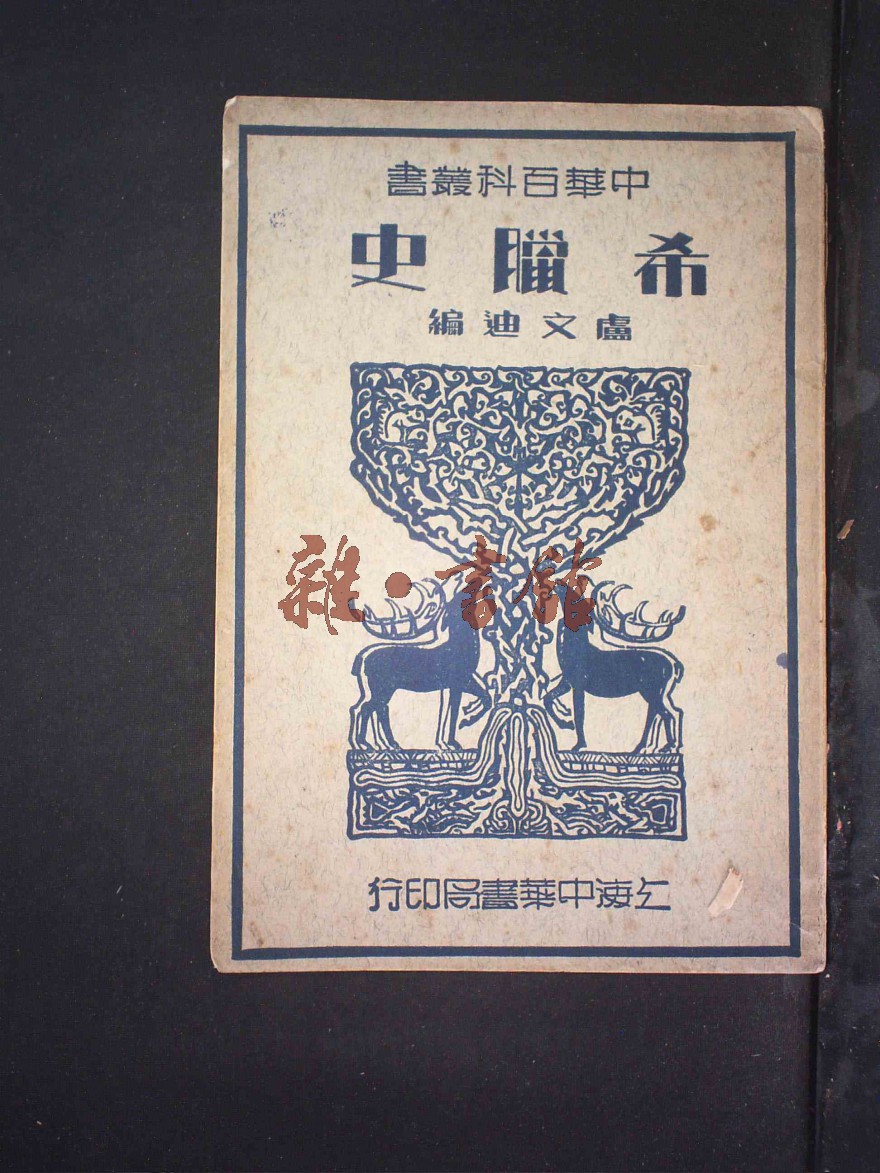 中華百科叢書
希臘史
盧文迪編
雜·書館
上海中華書局印行